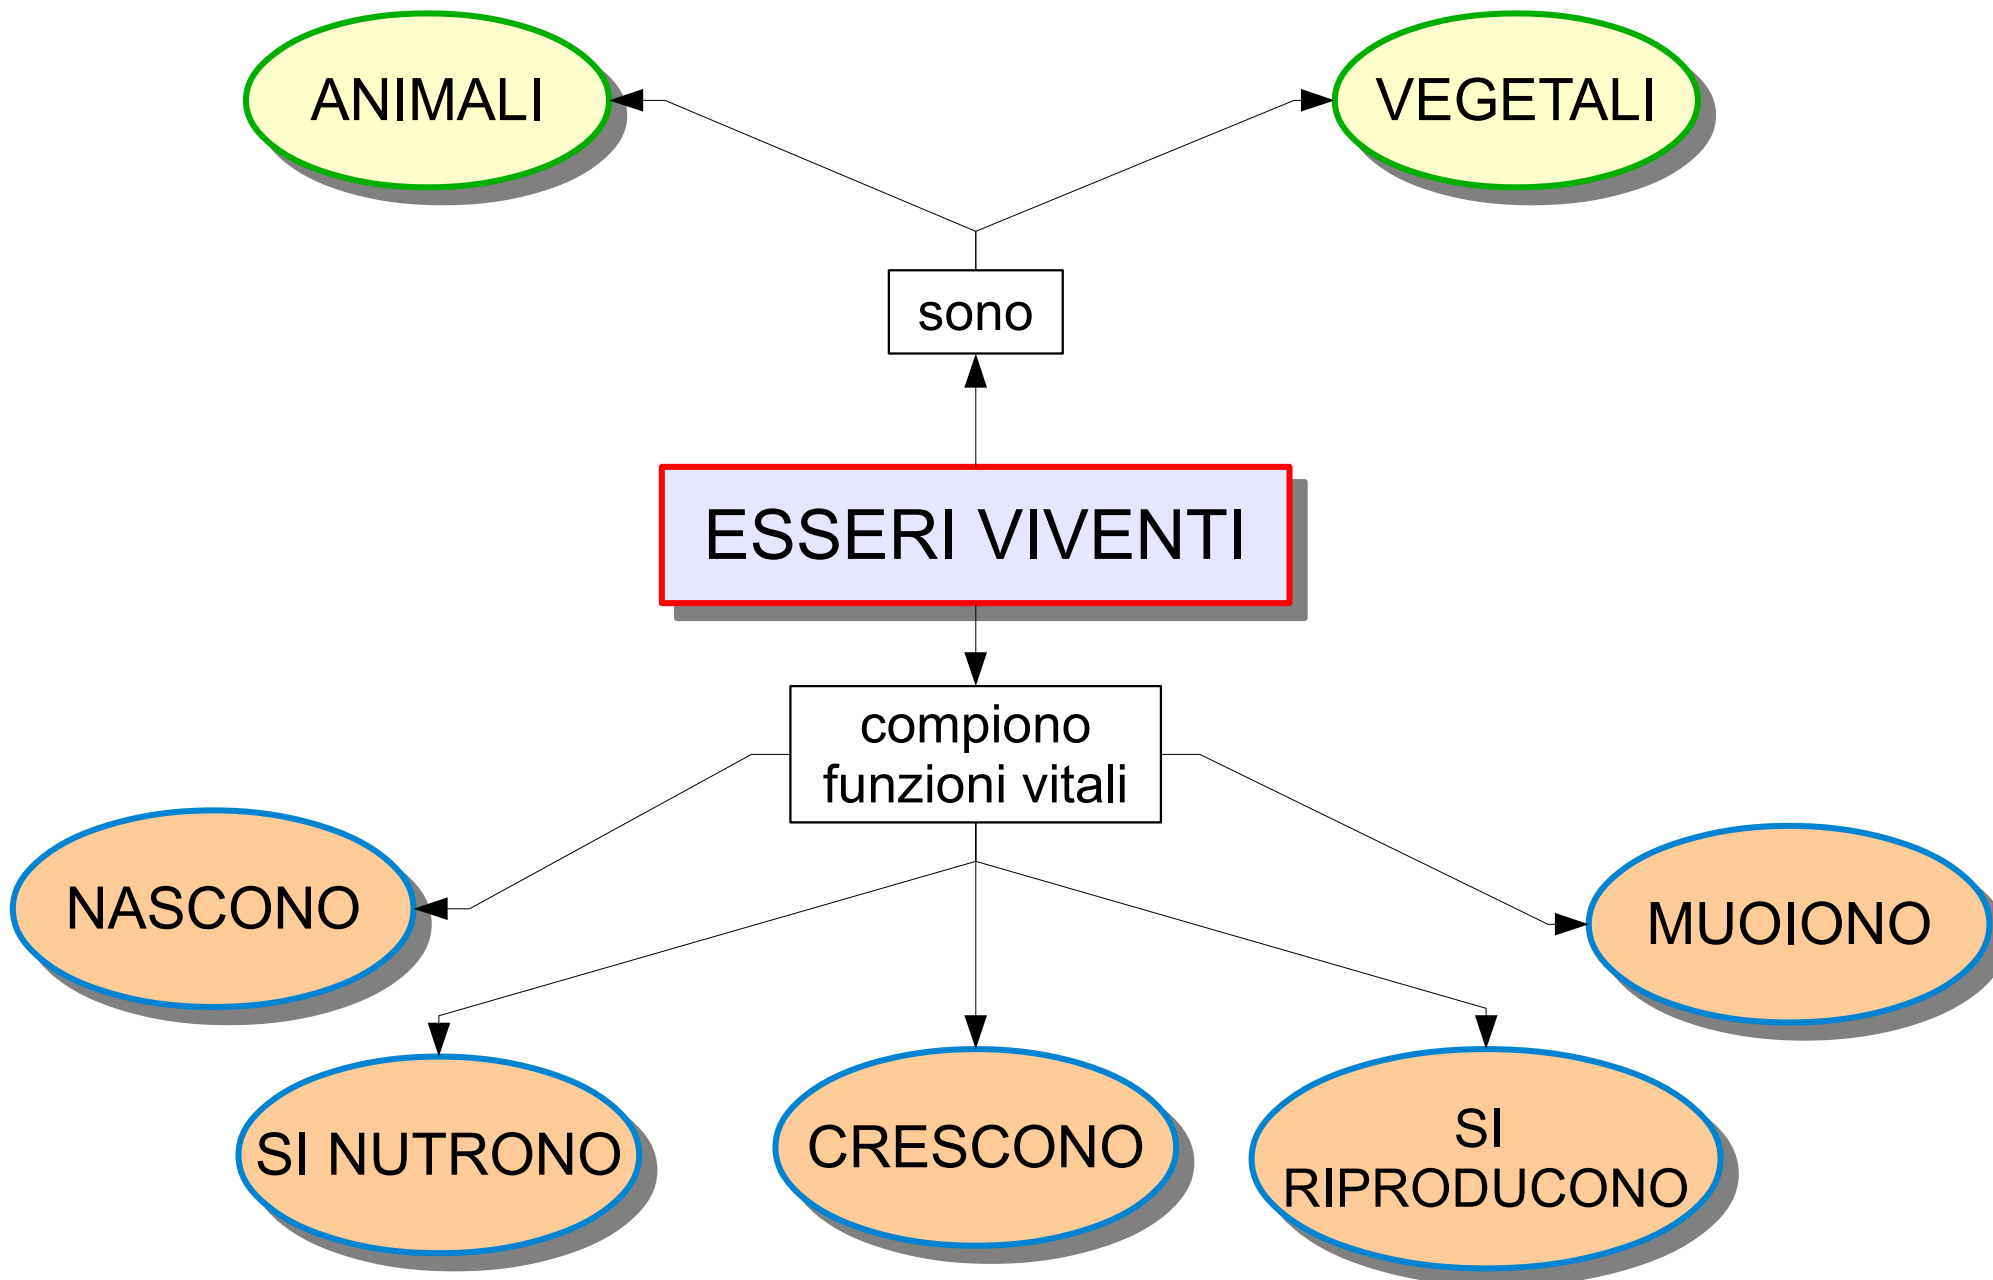 ANIMALI
VEGETALI
sono
ESSERI VIVENTI
compiono
funzioni vitali
NASCONO
MUOIONO
SI NUTRONO
CRESCONO
SI
RIPRODUCONO